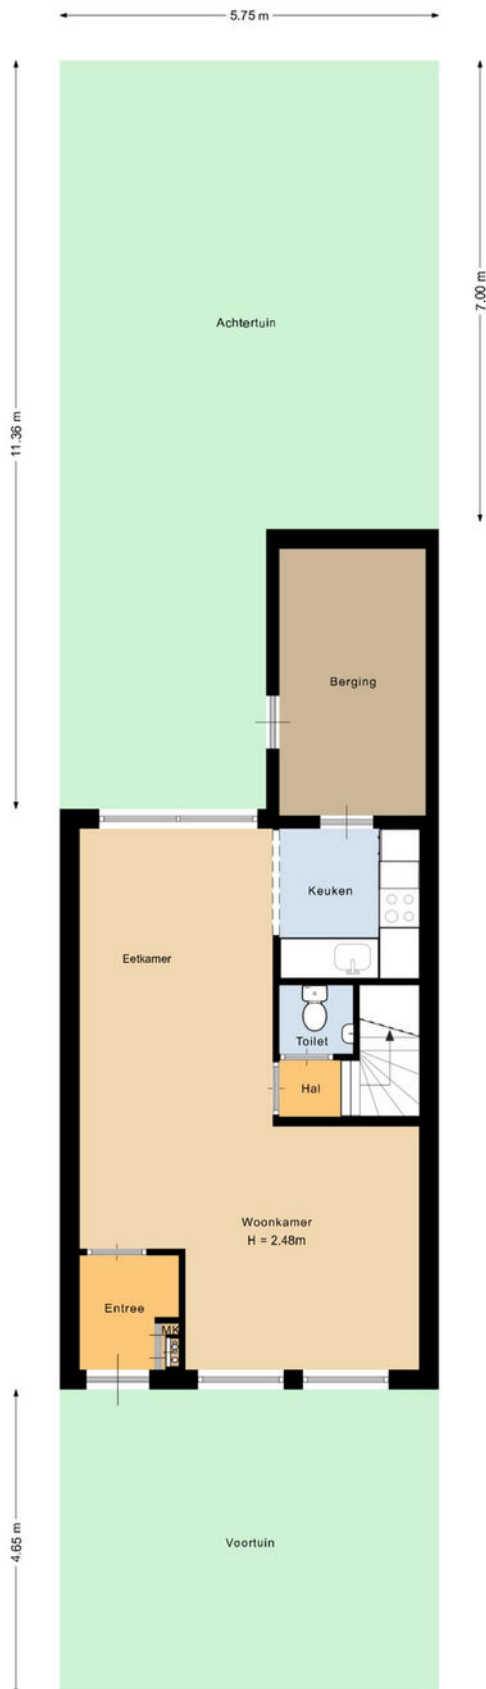 5.75 m
7.00 m
11.36 m
Achtertuin
Berging
Keuken
Eetkamer
Toilet
Hal
Woonkamer
H = 2.48m
Entree
MK
4.65 m
Voortuin